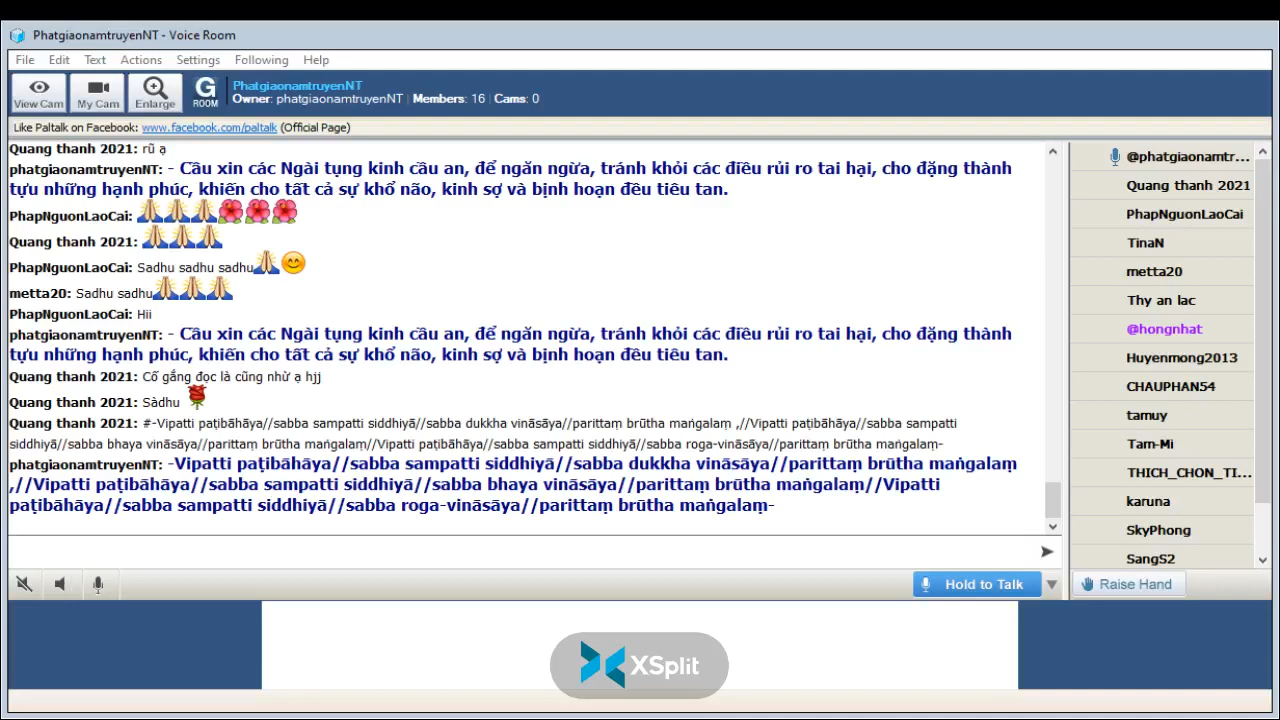 PhatgiaonamtruyenNT - Voice Room
File Edit Text Actions Settings Following Help
View Cam My Cam Enlarge G ROOM
PhatgiaonamtruyenNT
Owner: phatgiaonamtruyenNT | Members: 16 | Cams: 0
Like Paltalk on Facebook: www.facebook.com/paltalk (Official Page)
Quang thanh 2021: rũ ạ
phatgiaonamtruyenNT: - Cầu xin các Ngài tụng kinh cầu an, để ngăn ngừa, tránh khỏi các điều rủi ro tai hại, cho đặng thành
tựu những hạnh phúc, khiến cho tất cả sự khổ não, kinh sợ và bịnh hoạn đều tiêu tan.
PhapNguonLaoCai:
Quang thanh 2021:
PhapNguonLaoCai: Sadhu sadhu sadhu
metta20: Sadhu sadhu
PhapNguonLaoCai: Hii
phatgiaonamtruyenNT: - Cầu xin các Ngài tụng kinh cầu an, để ngăn ngừa, tránh khỏi các điều rủi ro tai hại, cho đặng thành
tựu những hạnh phúc, khiến cho tất cả sự khổ não, kinh sợ và bịnh hoạn đều tiêu tan.
Quang thanh 2021: Cố gắng đọc là cũng nhừ ạ hjj
Quang thanh 2021: Sàdhu
Quang thanh 2021: #-Vipatti paṭibāhāya//sabba sampatti siddhiyā//sabba dukkha vināsāya//parittaṃ brūtha maṅgalaṃ ,//Vipatti paṭibāhāya//sabba sampatti
siddhiyā//sabba bhaya vināsāya//parittaṃ brūtha maṅgalaṃ//Vipatti paṭibāhāya//sabba sampatti siddhiyā//sabba roga-vināsāya//parittaṃ brūtha maṅgalaṃ-
phatgiaonamtruyenNT: -Vipatti paṭibāhāya//sabba sampatti siddhiyā//sabba dukkha vināsāya//parittaṃ brūtha maṅgalaṃ
,//Vipatti paṭibāhāya//sabba sampatti siddhiyā//sabba bhaya vināsāya//parittaṃ brūtha maṅgalaṃ//Vipatti
paṭibāhāya//sabba sampatti siddhiyā//sabba roga-vināsāya//parittaṃ brūtha maṅgalaṃ-
@phatgiaonamtr...
Quang thanh 2021
PhapNguonLaoCai
TinaN
metta20
Thy an lac
@hongnhat
Huyenmong2013
CHAUPHAN54
tamuy
Tam-Mi
THICH_CHON_TI...
karuna
SkyPhong
SangS2
Hold to Talk
Raise Hand
XSplit